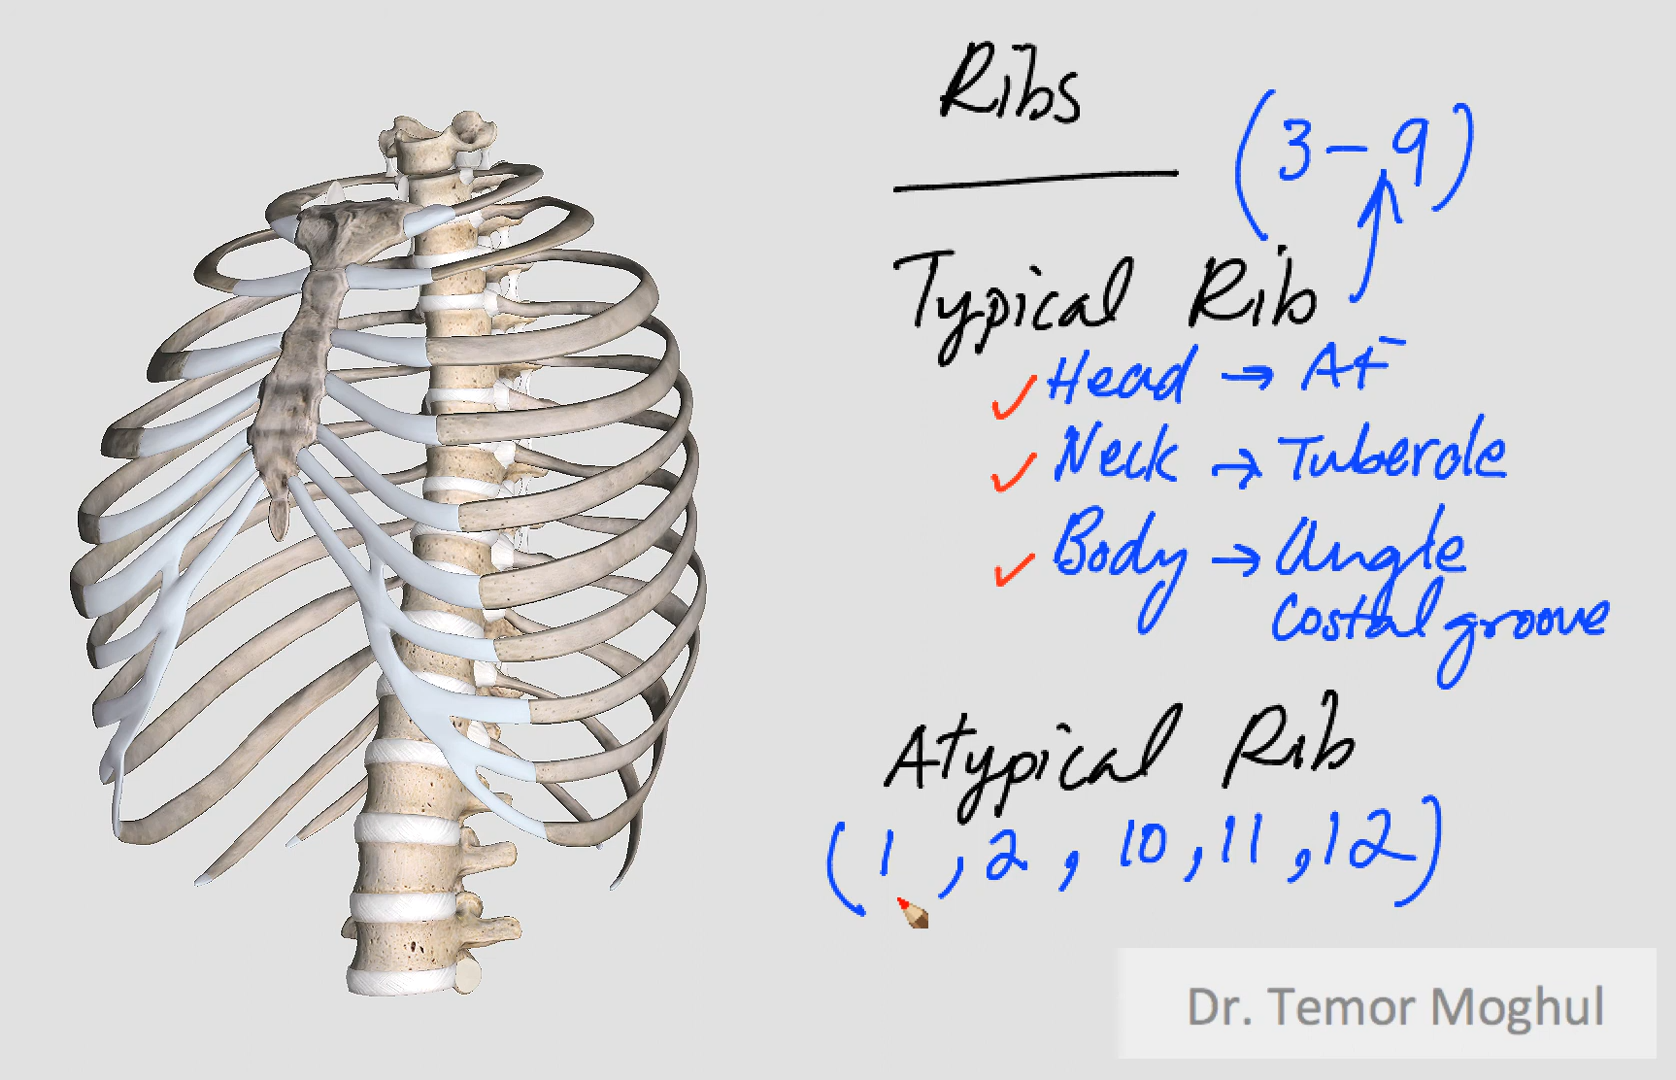 Ribs
(3-9)
Typical Rib
Head → AF
Neck → Tubercle
Body → Angle
Costal groove
Atypical Rib
(1, 2, 10, 11, 12)
Dr. Temor Moghul